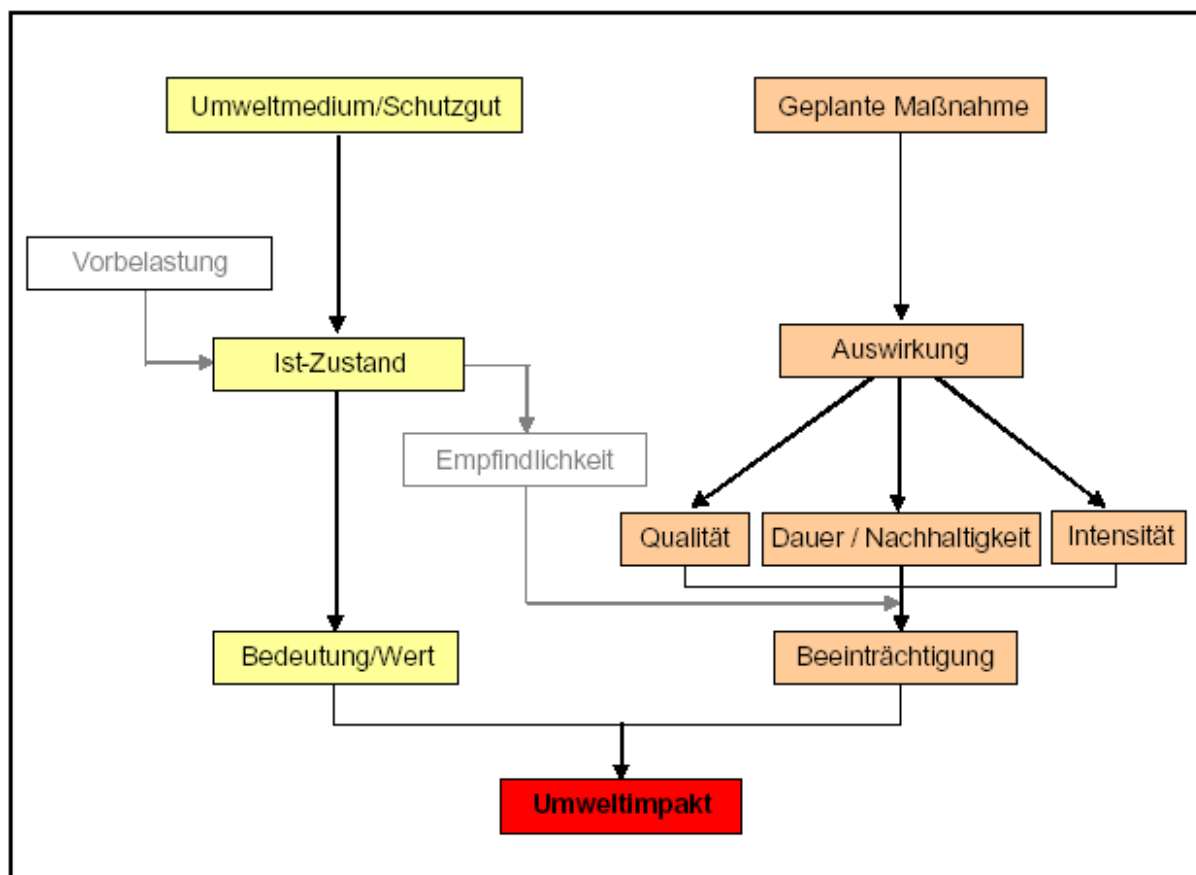 Umweltmedium/Schutzgut
Geplante Maßnahme
Vorbelastung
Ist-Zustand
Auswirkung
Empfindlichkeit
Qualität
Dauer / Nachhaltigkeit
Intensität
Bedeutung/Wert
Beeinträchtigung
Umweltimpakt